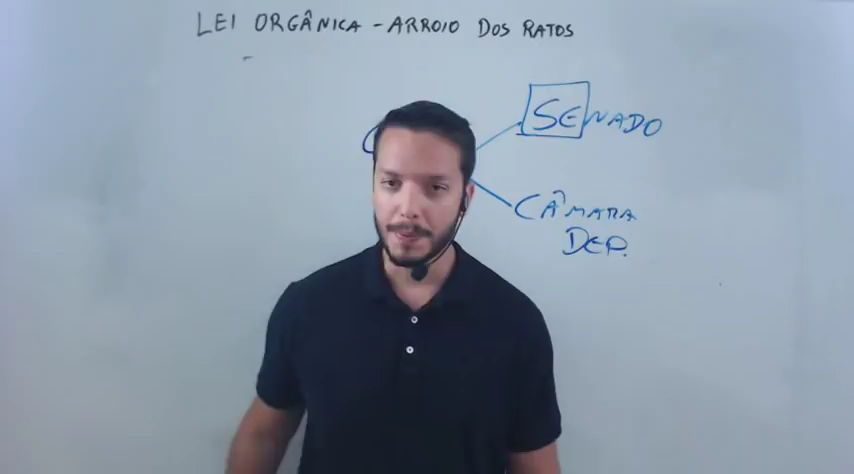 LEI ORGÂNICA - ARROIO DOS RATOS
SENADO
CÂMARA
DEP.